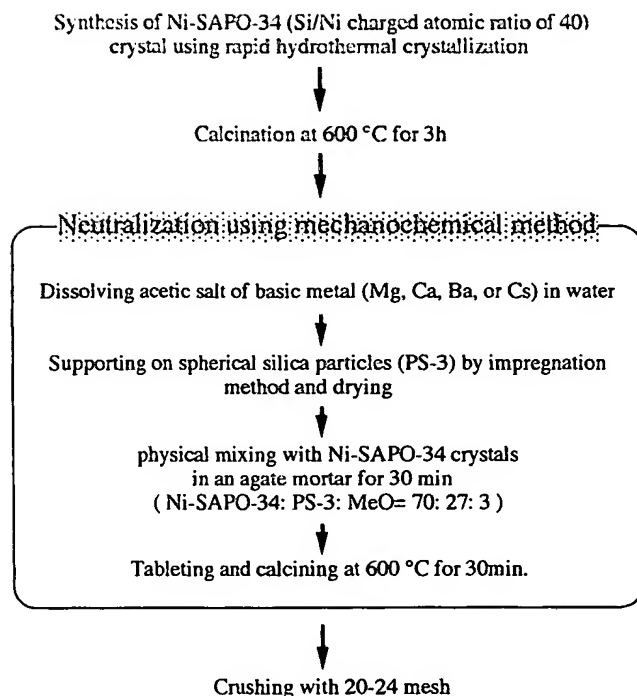 Synthesis of Ni-SAPO-34 (Si/Ni charged atomic ratio of 40)
crystal using rapid hydrothermal crystallization
Calcination at 600 °C for 3h
Neutralization using mechanochemical method
Dissolving acetic salt of basic metal (Mg, Ca, Ba, or Cs) in water
Supporting on spherical silica particles (PS-3) by impregnation
method and drying
physical mixing with Ni-SAPO-34 crystals
in an agate mortar for 30 min
( Ni-SAPO-34: PS-3: MeO= 70: 27: 3 )
Tableting and calcining at 600 °C for 30min.
Crushing with 20-24 mesh